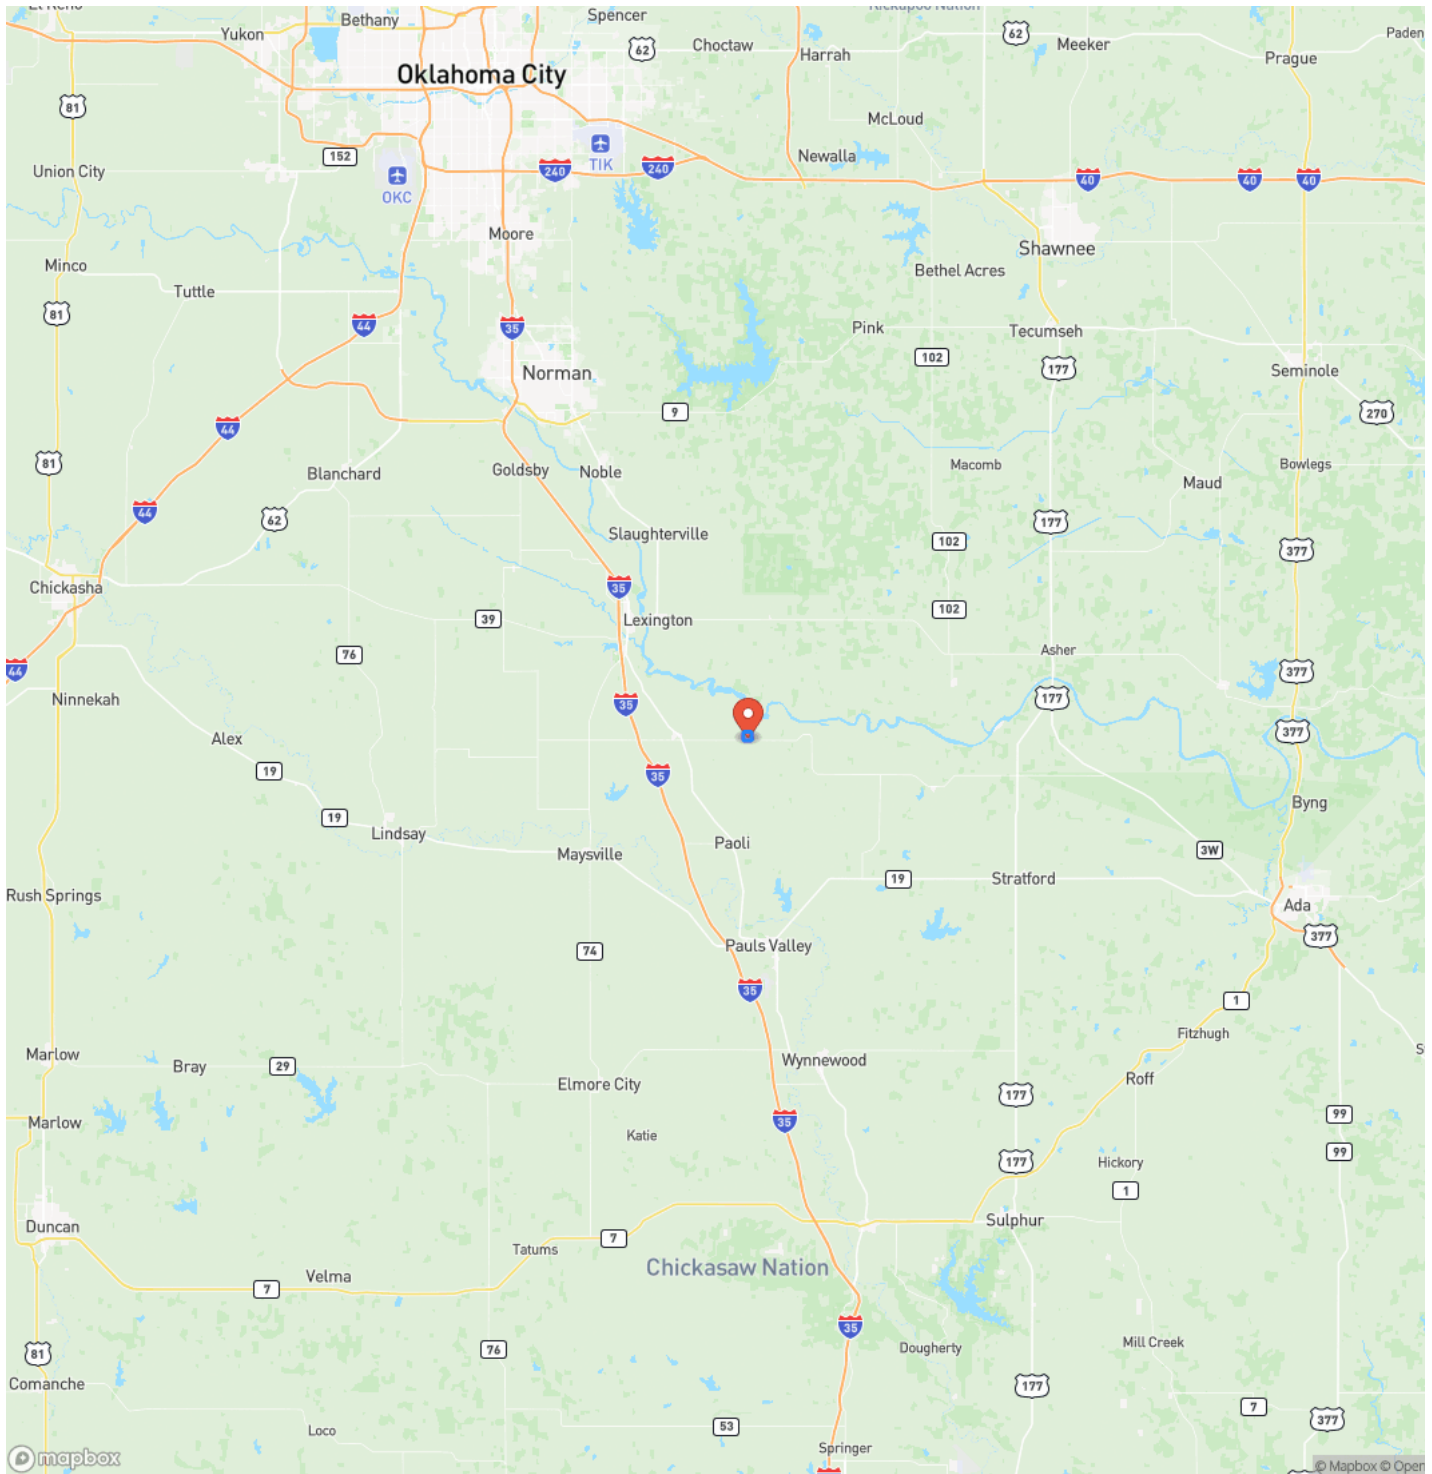 Bethany
Spencer
62
Choctaw
Harrah
62
Meeker
Paden
Prague
Yukon
Oklahoma City
81
McLoud
Newalla
152
TIK
240
240
40
40
40
Union City
OKC
Moore
Shawnee
Bethel Acres
Minco
Tuttle
81
44
35
Pink
102
Tecumseh
177
Seminole
Norman
9
270
44
81
Blanchard
Goldsby
Noble
Macomb
Bowlegs
Maud
44
62
177
Slaughterville
102
377
Chickasha
35
39
Lexington
102
76
Asher
44
Ninnekah
35
177
377
377
Alex
19
35
Byng
19
Lindsay
Paoli
Maysville
3W
19
Stratford
Rush Springs
Ada
377
Pauls Valley
74
35
1
Fitzhugh
Marlow
Bray
29
Wynnewood
Elmore City
Roff
177
Marlow
35
99
Katie
99
177
Hickory
1
Duncan
Sulphur
7
Tatums
Chickasaw Nation
Velma
7
35
81
76
Dougherty
Mill Creek
Comanche
177
7
377
53
Loco
Springer
mapbox
© Mapbox © Open